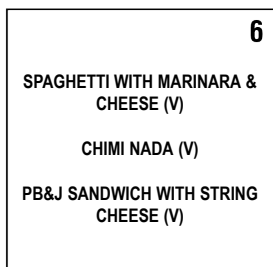 6
SPAGHETTI WITH MARINARA &
CHEESE (V)
CHIMI NADA (V)
PB&J SANDWICH WITH STRING
CHEESE (V)